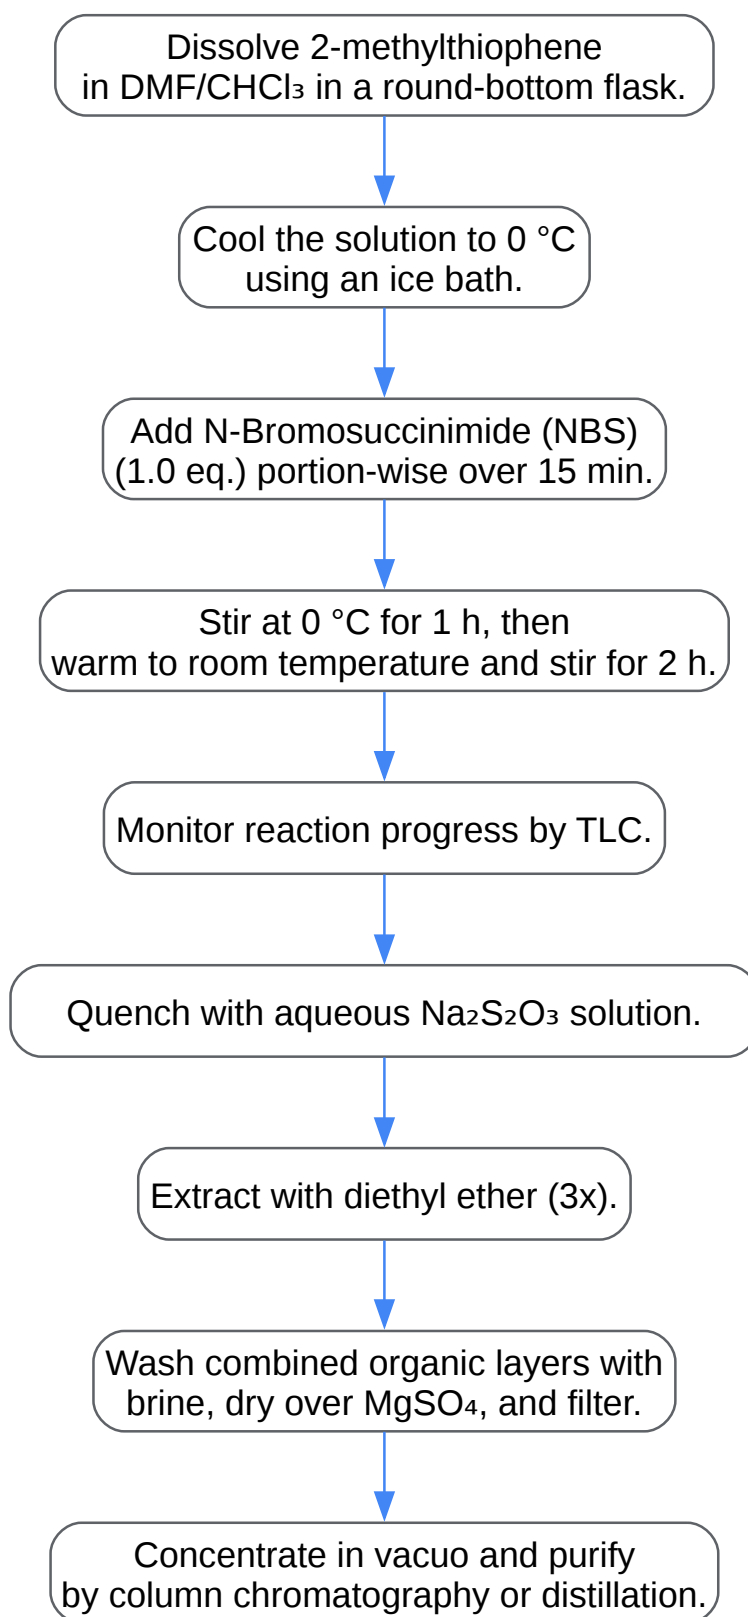 Dissolve 2-methylthiophene
in DMF/CHCl₃ in a round-bottom flask.
Cool the solution to 0 °C
using an ice bath.
Add N-Bromosuccinimide (NBS)
(1.0 eq.) portion-wise over 15 min.
Stir at 0 °C for 1 h, then
warm to room temperature and stir for 2 h.
Monitor reaction progress by TLC.
Quench with aqueous Na₂S₂O₃ solution.
Extract with diethyl ether (3x).
Wash combined organic layers with
brine, dry over MgSO₄, and filter.
Concentrate in vacuo and purify
by column chromatography or distillation.